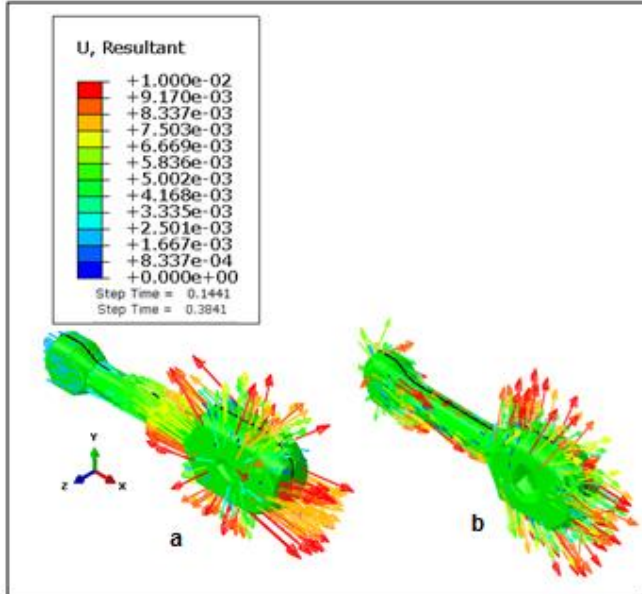 U, Resultant
+1.000e-02
+9.170e-03
+8.337e-03
+7.503e-03
+6.669e-03
+5.836e-03
+5.002e-03
+4.168e-03
+3.335e-03
+2.501e-03
+1.667e-03
+8.337e-04
+0.000e+00
Step Time = 0.1441
Step Time = 0.3841
Y
Z X
a
b